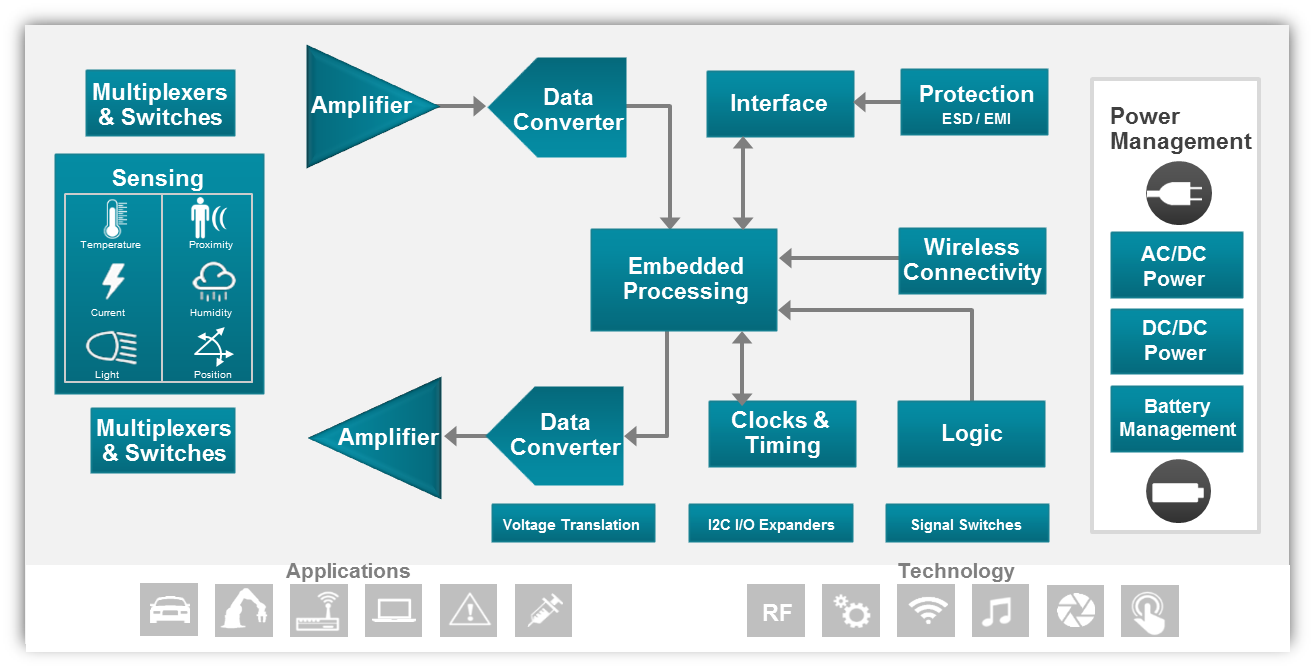 Multiplexers
& Switches
Sensing
Temperature
Proximity
Current
Humidity
Light
Position
Multiplexers
& Switches
Amplifier
Data
Converter
Interface
Protection
ESD / EMI
Embedded
Processing
Wireless
Connectivity
Amplifier
Data
Converter
Clocks &
Timing
Logic
Voltage Translation
I2C I/O Expanders
Signal Switches
Power
Management
AC/DC
Power
DC/DC
Power
Battery
Management
Applications
Technology
RF